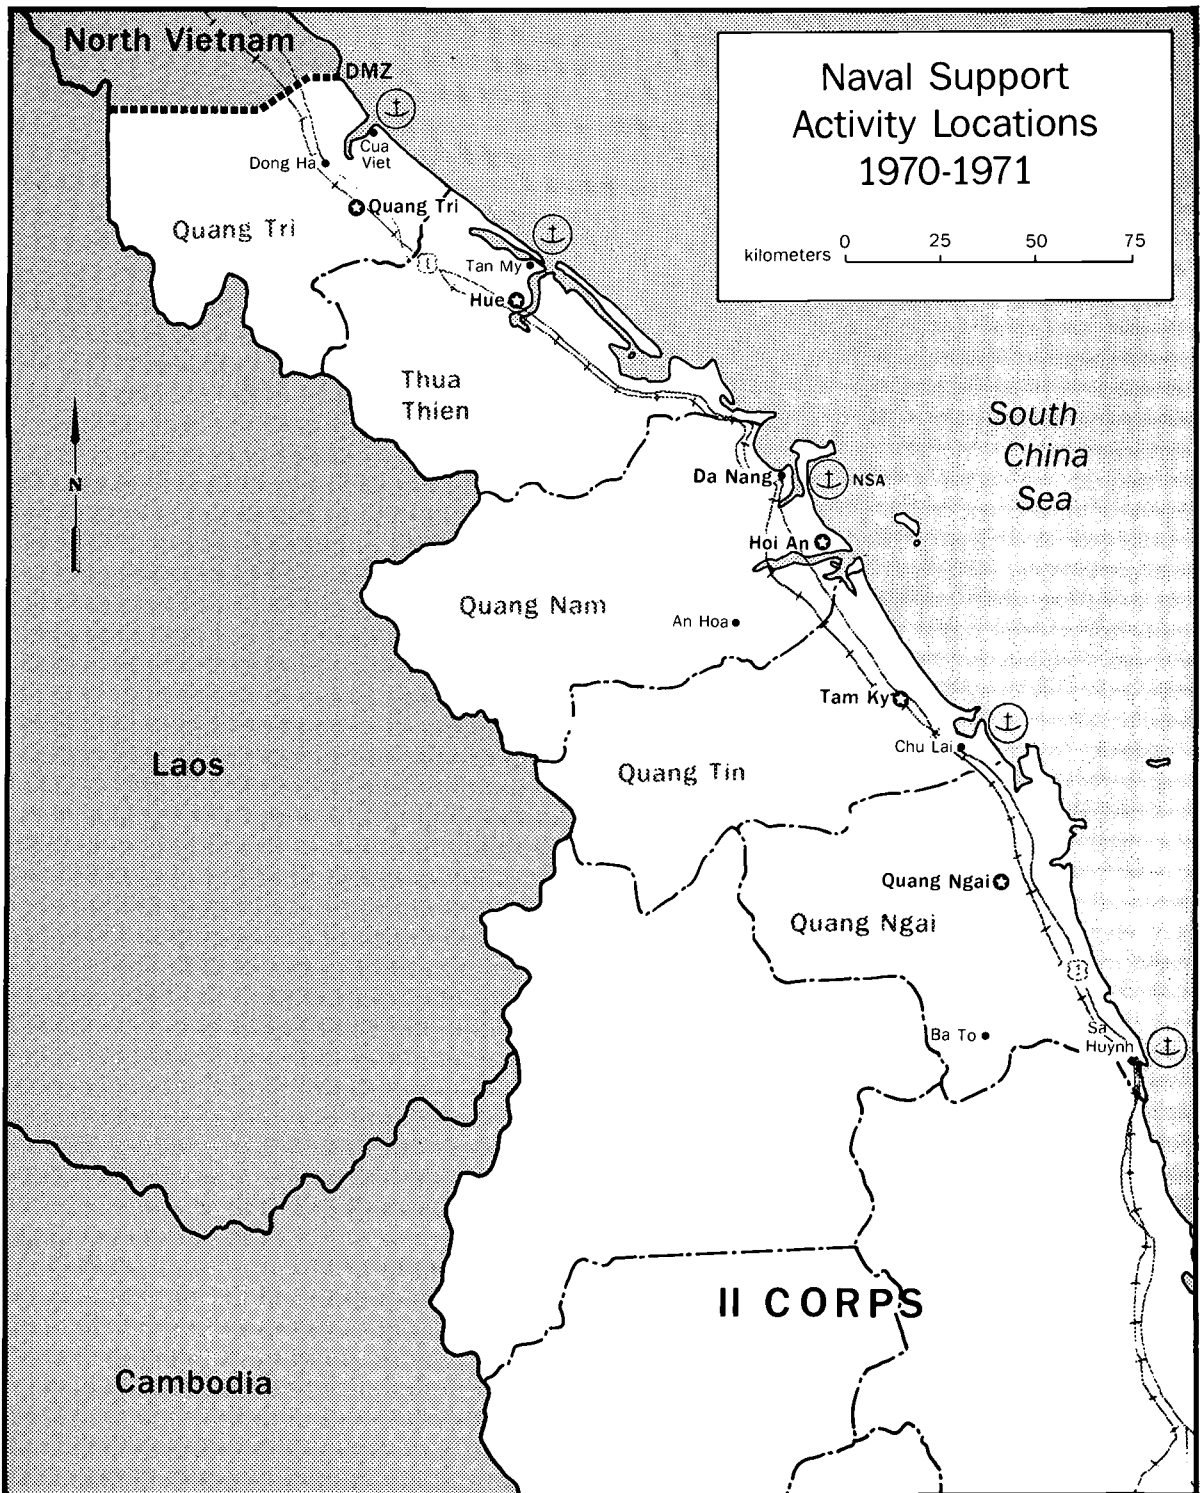 North Vietnam
DMZ
Naval Support
Activity Locations
1970-1971
kilometers 0 25 50 75
Cua
Viet
Dong Ha
Quang Tri
Quang Tri
Tan My
Hue
1
Thua
Thien
N
South
China
Sea
Da Nang
NSA
Hoi An
Quang Nam
An Hoa
Tam Ky
Chu Lai
Laos
Quang Tin
Quang Ngai
Quang Ngai
1
Ba To
Sa
Huynh
II CORPS
Cambodia